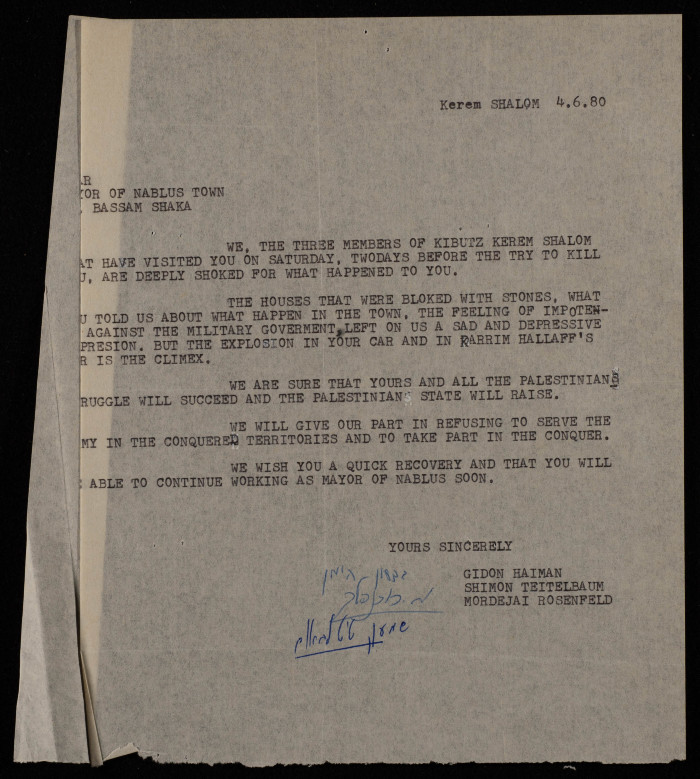 Kerem SHALOM 4.6.80
R
YOR OF NABLUS TOWN
. BASSAM SHAKA
WE, THE THREE MEMBERS OF KIBUTZ KEREM SHALOM
AT HAVE VISITED YOU ON SATURDAY, TWODAYS BEFORE THE TRY TO KILL
U, ARE DEEPLY SHOKED FOR WHAT HAPPENED TO YOU.
THE HOUSES THAT WERE BLOKED WITH STONES, WHAT
U TOLD US ABOUT WHAT HAPPEN IN THE TOWN, THE FEELING OF IMPOTEN-
AGAINST THE MILITARY GOVERMENT, LEFT ON US A SAD AND DEPRESSIVE
PRESION. BUT THE EXPLOSION IN YOUR CAR AND IN RARRIM HALLAFF'S
R IS THE CLIMEX.
WE ARE SURE THAT YOURS AND ALL THE PALESTINIANS
RUGGLE WILL SUCCEED AND THE PALESTINIANS STATE WILL RAISE.
WE WILL GIVE OUR PART IN REFUSING TO SERVE THE
MY IN THE CONQUERED TERRITORIES AND TO TAKE PART IN THE CONQUER.
WE WISH YOU A QUICK RECOVERY AND THAT YOU WILL
ABLE TO CONTINUE WORKING AS MAYOR OF NABLUS SOON.
YOURS SINCERELY
GIDON HAIMAN
SHIMON TEITELBAUM
MORDEJAI ROSENFELD
גדעון היימן
מ. רוזנפלד
שמעון טייטלבאום